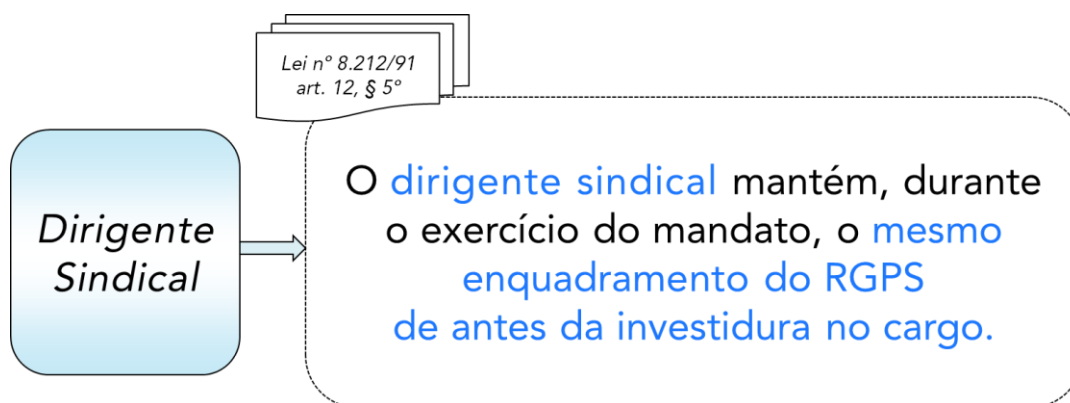 Lei nº 8.212/91
art. 12, § 5º
Dirigente
Sindical
O dirigente sindical mantém, durante
o exercício do mandato, o mesmo
enquadramento do RGPS
de antes da investidura no cargo.